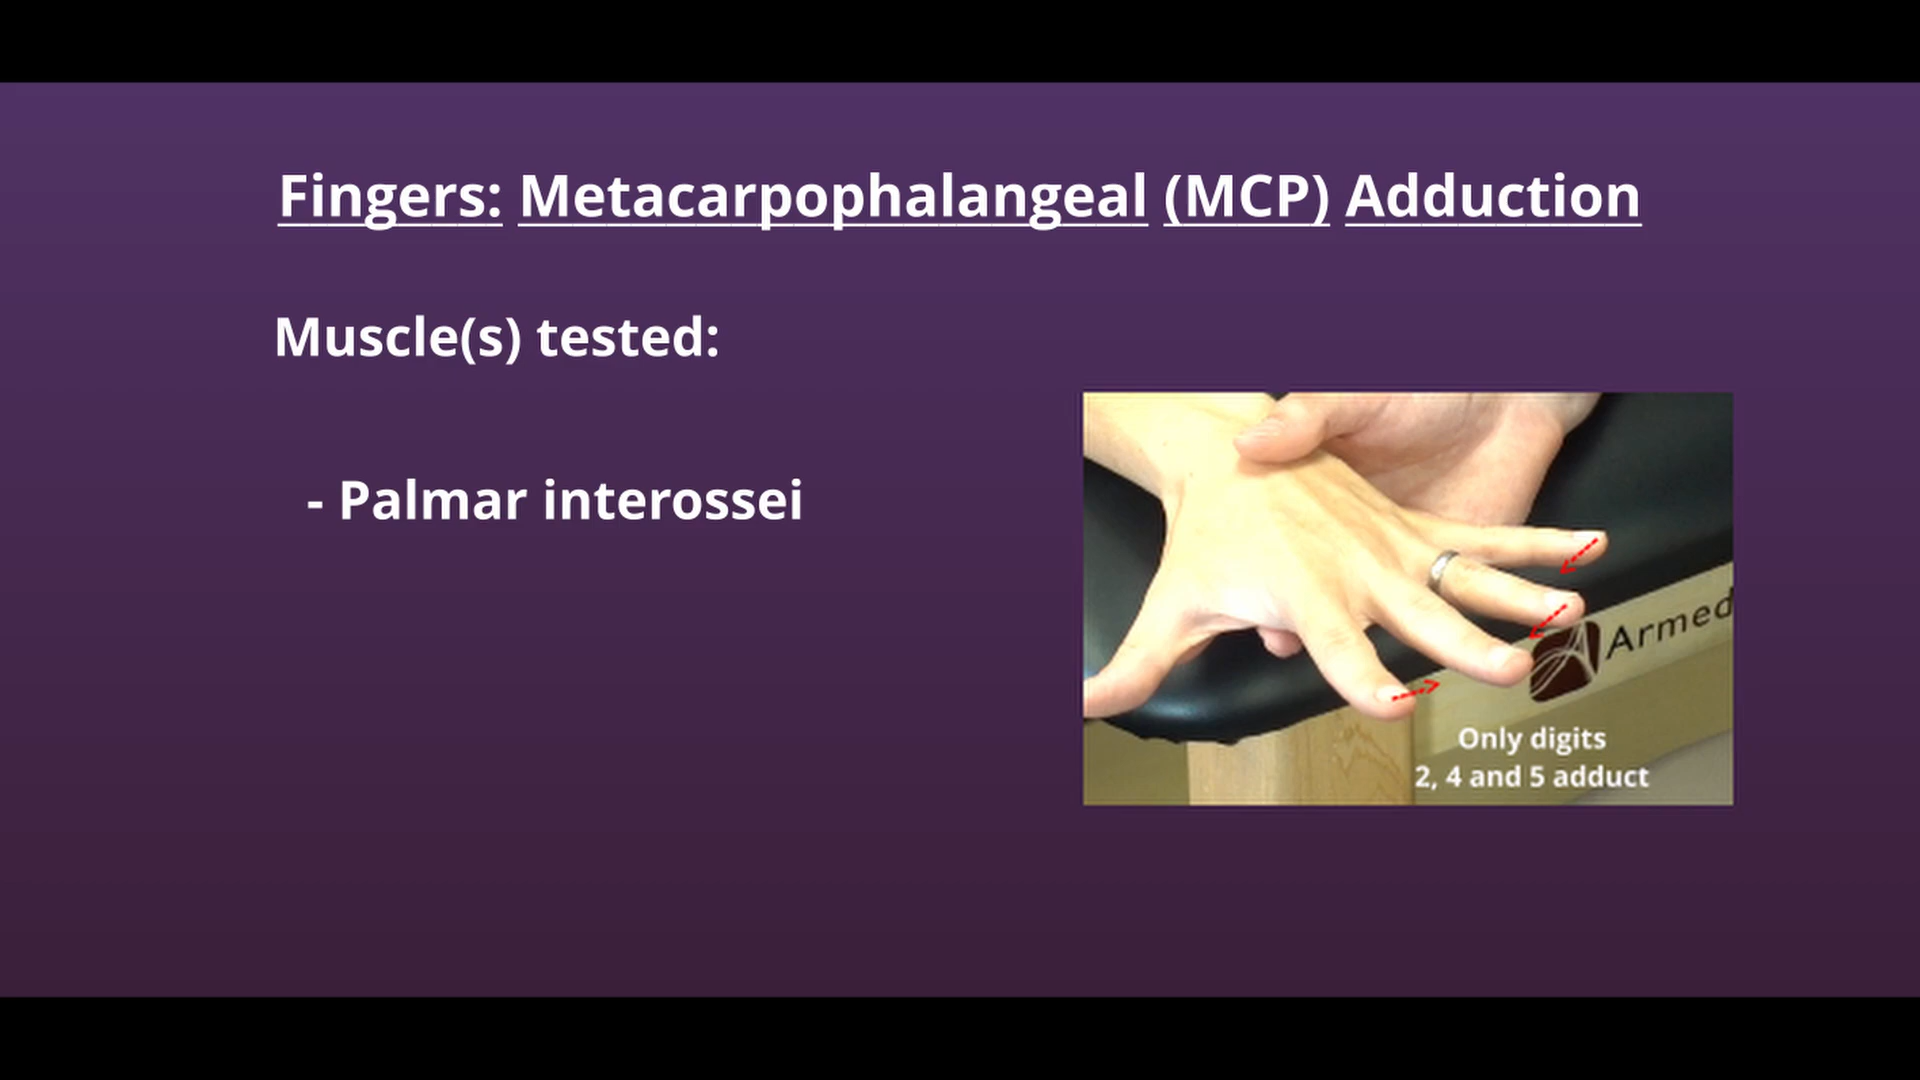 Fingers: Metacarpophalangeal (MCP) Adduction
Muscle(s) tested:
- Palmar interossei
Armed
Only digits
2, 4 and 5 adduct